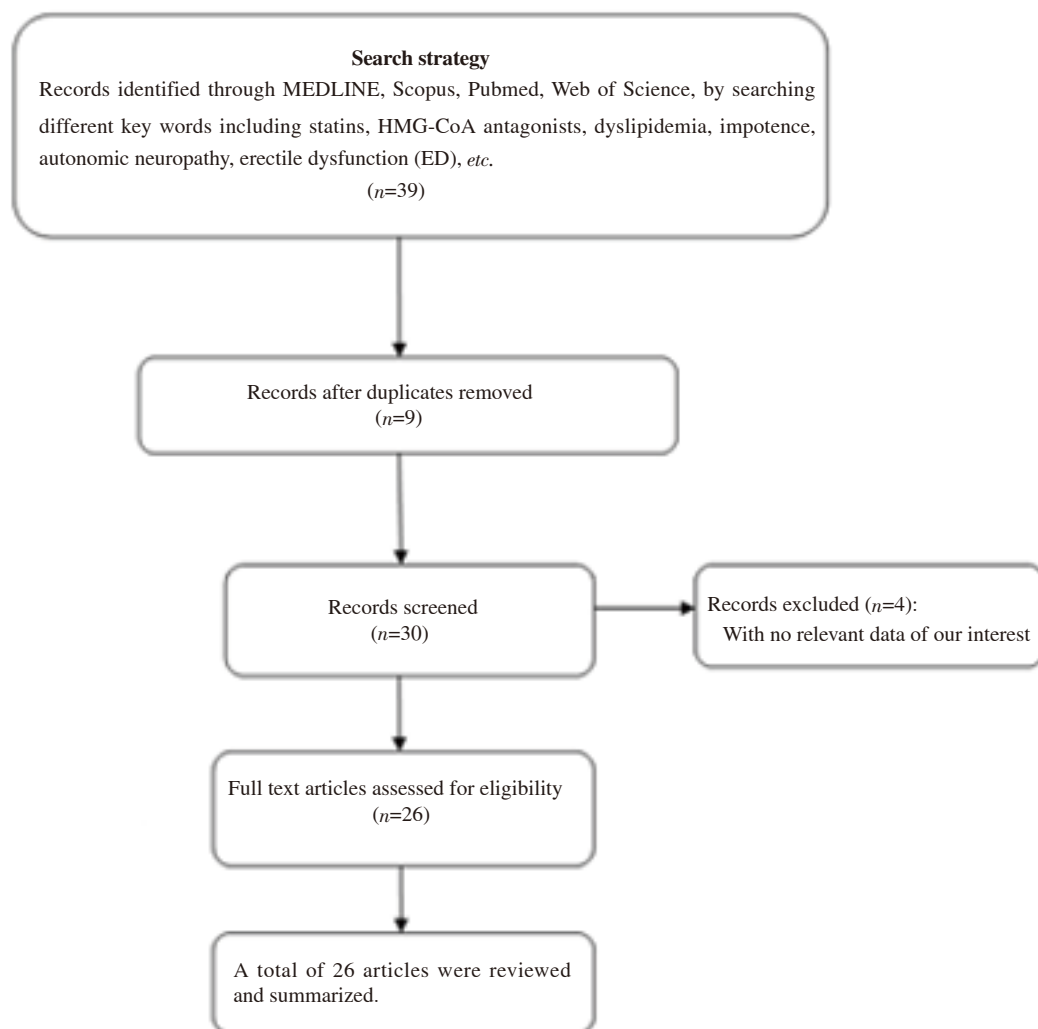 Search strategy
Records identified through MEDLINE, Scopus, Pubmed, Web of Science, by searching
different key words including statins, HMG-CoA antagonists, dyslipidemia, impotence,
autonomic neuropathy, erectile dysfunction (ED), etc.
(n=39)
Records after duplicates removed
(n=9)
Records screened
(n=30)
Records excluded (n=4):
With no relevant data of our interest
Full text articles assessed for eligibility
(n=26)
A total of 26 articles were reviewed
and summarized.